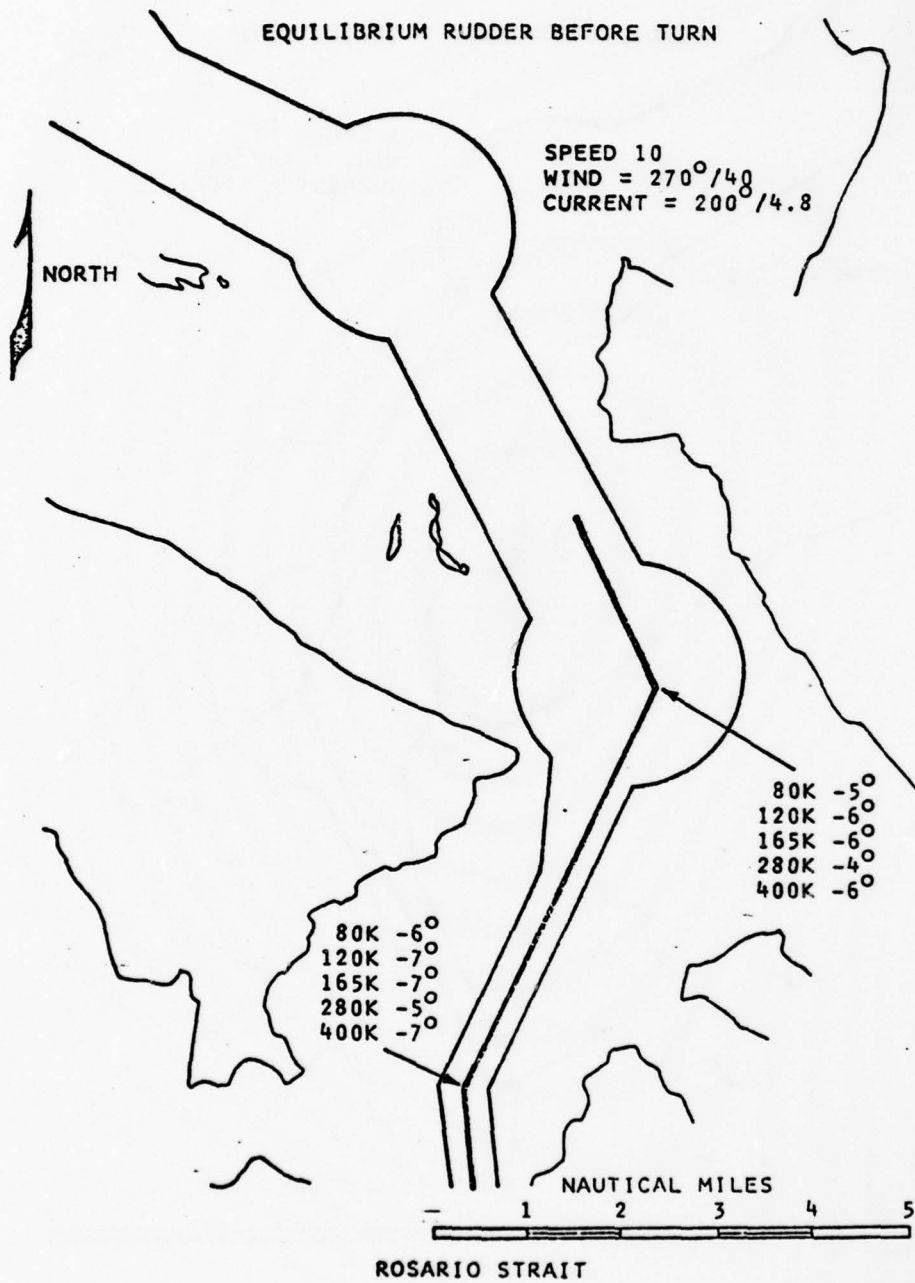 EQUILIBRIUM RUDDER BEFORE TURN
SPEED 10
WIND = 270°/40
CURRENT = 200°/4.8
NORTH
80K -5°
120K -6°
165K -6°
280K -4°
400K -6°
80K -6°
120K -7°
165K -7°
280K -5°
400K -7°
NAUTICAL MILES
— 1 2 3 4 5
ROSARIO STRAIT